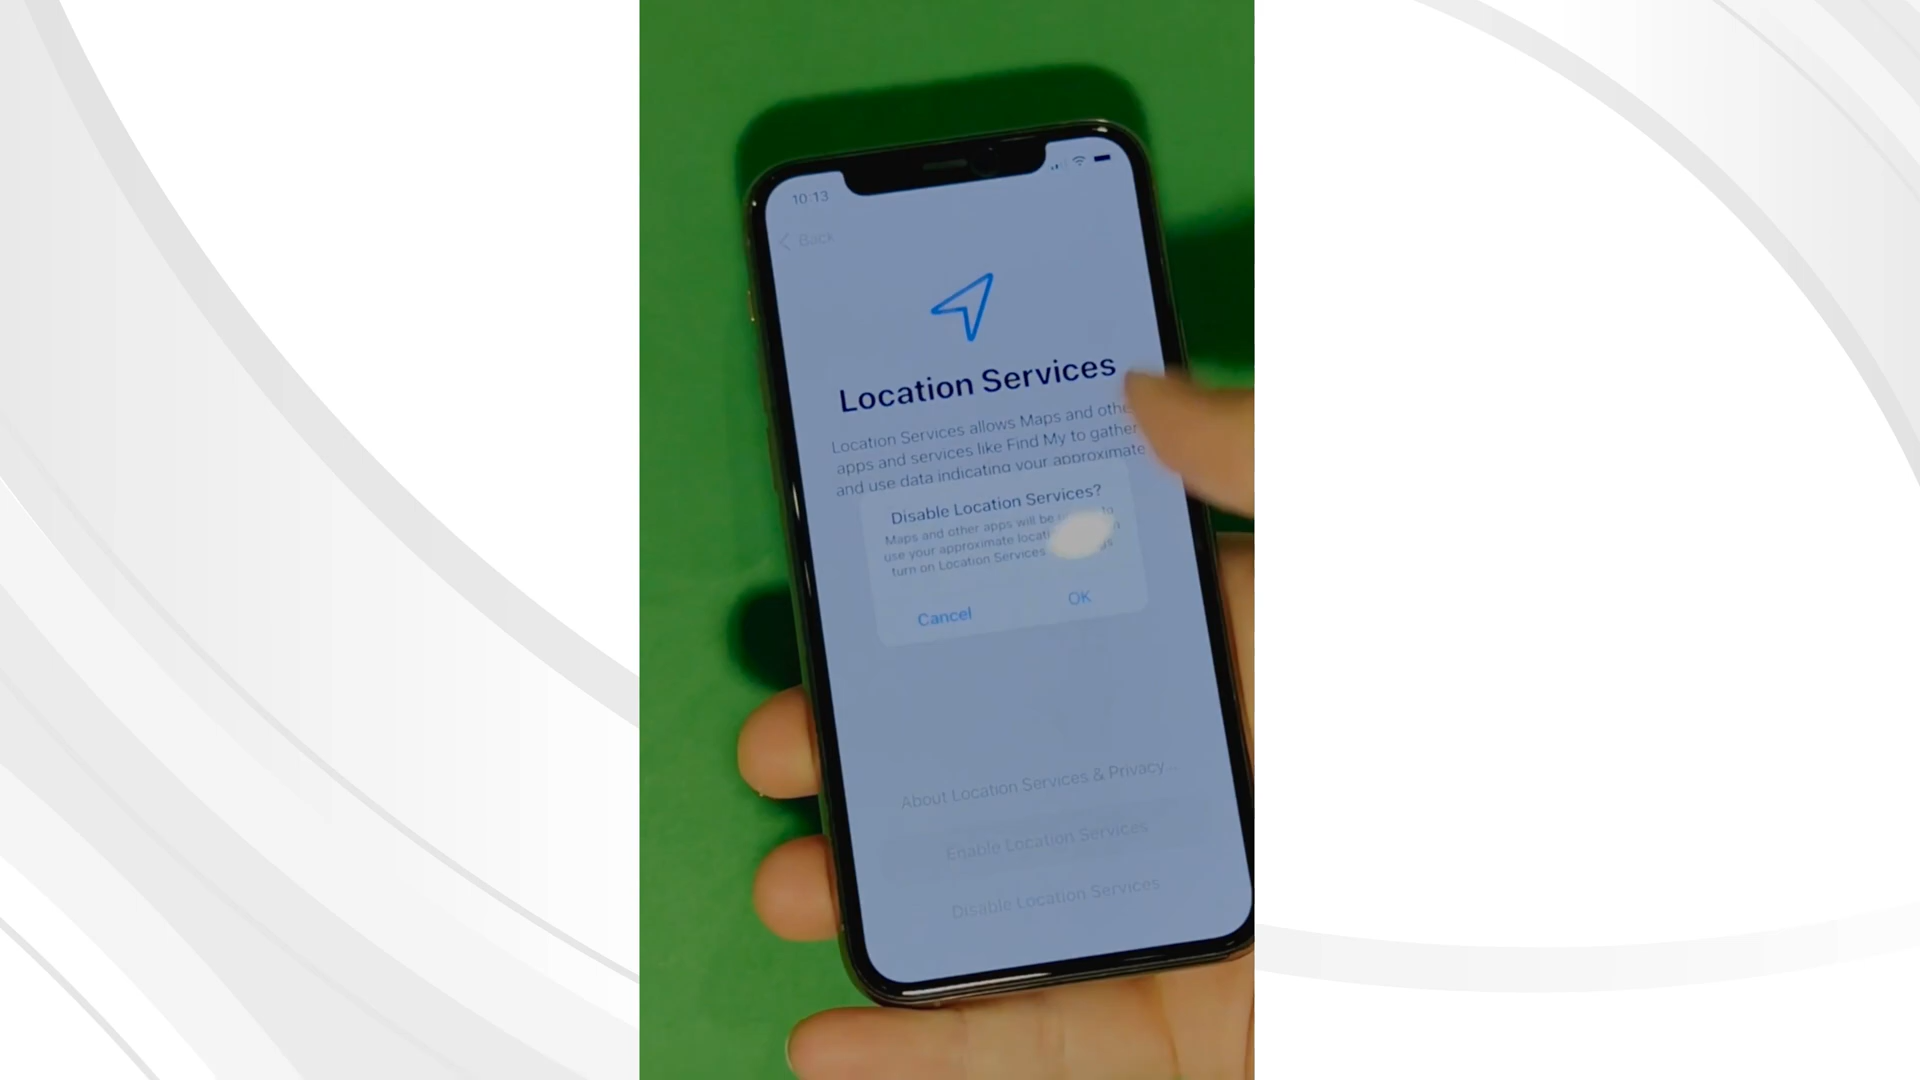 10:13
Back
Location Services
Location Services allows Maps and othe
apps and services like Find My to gather
and use data indicating your approximate
Disable Location Services?
Maps and other apps will be
use your approximate locati
turn on Location Services
Cancel
OK
About Location Services & Privacy...
Enable Location Services
Disable Location Services